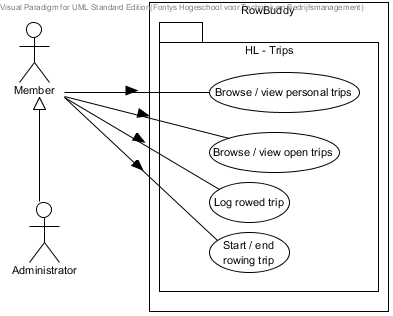 Visual Paradigm for UML Standard Edition(Fontys Hogeschool voor Techniek en Bedrijfsmanagement)
RowBuddy
HL - Trips
Member
Browse / view personal trips
Browse / view open trips
Log rowed trip
Start / end
rowing trip
Administrator